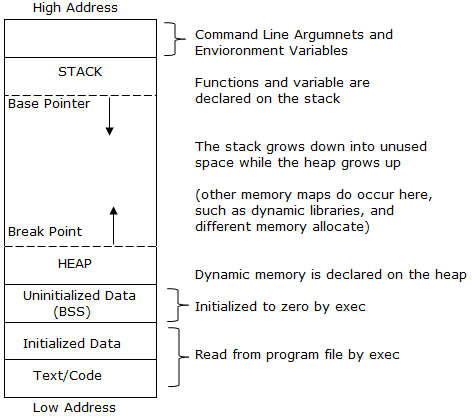 High Address
Command Line Argumnets and
Envioronment Variables
STACK
Functions and variable are
declared on the stack
Base Pointer
The stack grows down into unused
space while the heap grows up
(other memory maps do occur here,
such as dynamic libraries, and
different memory allocate)
Break Point
HEAP
Dynamic memory is declared on the heap
Uninitialized Data
(BSS)
Initialized to zero by exec
Initialized Data
Read from program file by exec
Text/Code
Low Address